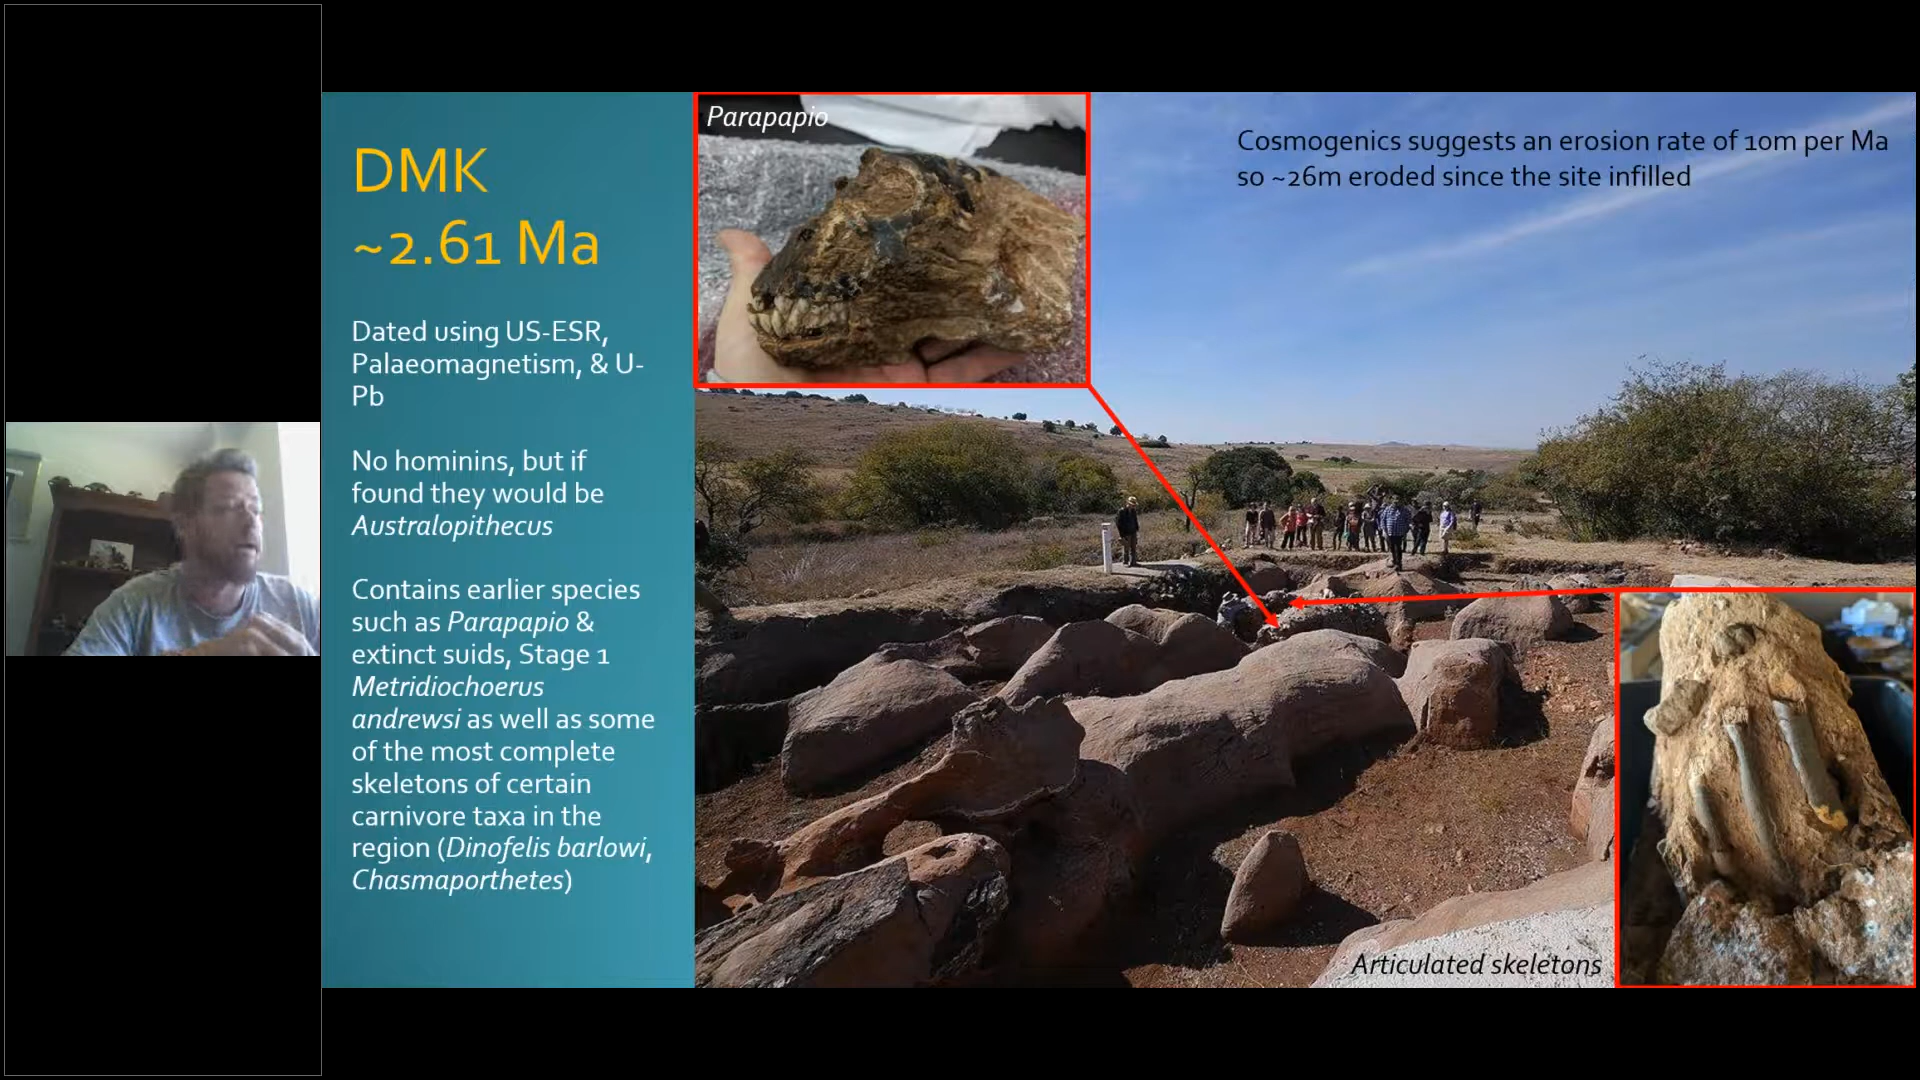 DMK
~2.61 Ma
Dated using US-ESR,
Palaeomagnetism, & U-
Pb
No hominins, but if
found they would be
Australopithecus
Contains earlier species
such as Parapapio &
extinct suids, Stage 1
Metridiochoerus
andrewsi as well as some
of the most complete
skeletons of certain
carnivore taxa in the
region (Dinofelis barlowi,
Chasmaporthetes)
Parapapio
Cosmogenics suggests an erosion rate of 10m per Ma
so ~26m eroded since the site infilled
Articulated skeletons